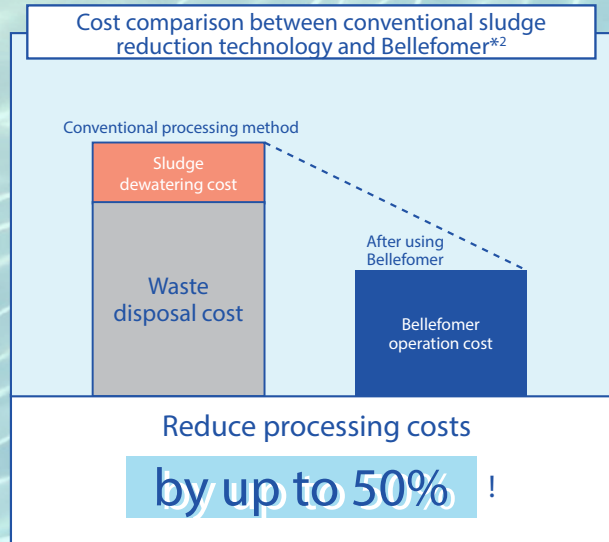 Cost comparison between conventional sludge
reduction technology and Bellefomer*2
Conventional processing method
Sludge
dewatering cost
Waste
disposal cost
After using
Bellefomer
Bellefomer
operation cost
Reduce processing costs
by up to 50% !